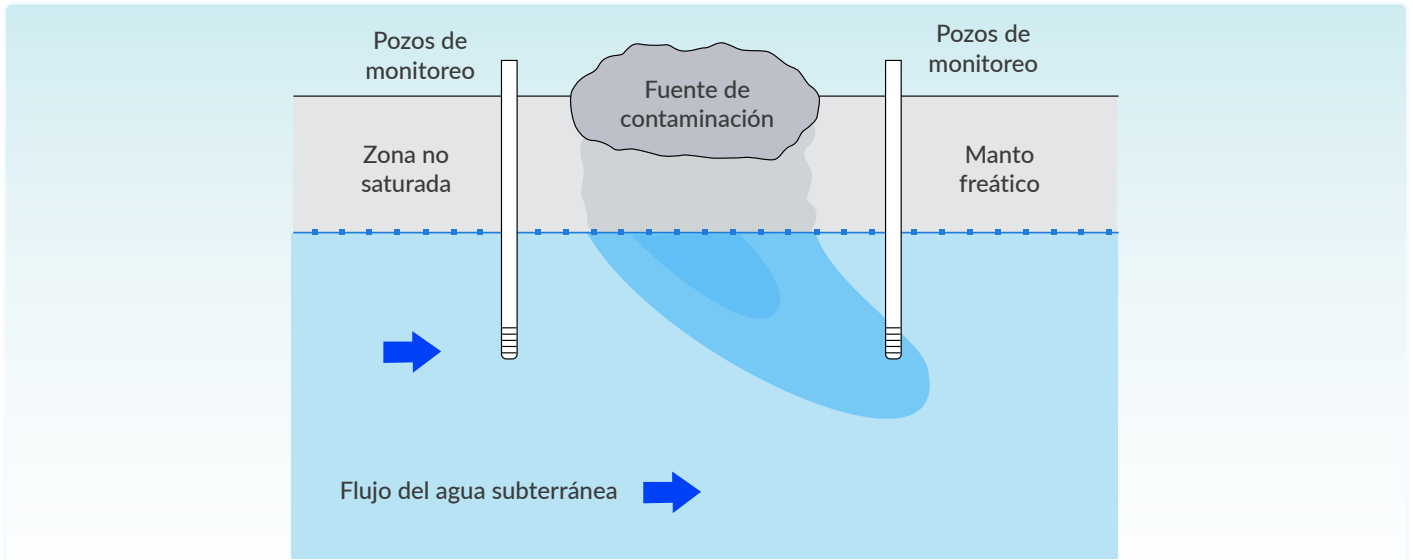 Pozos de
monitoreo
Pozos de
monitoreo
Fuente de
contaminación
Zona no
saturada
Manto
freático
Flujo del agua subterránea